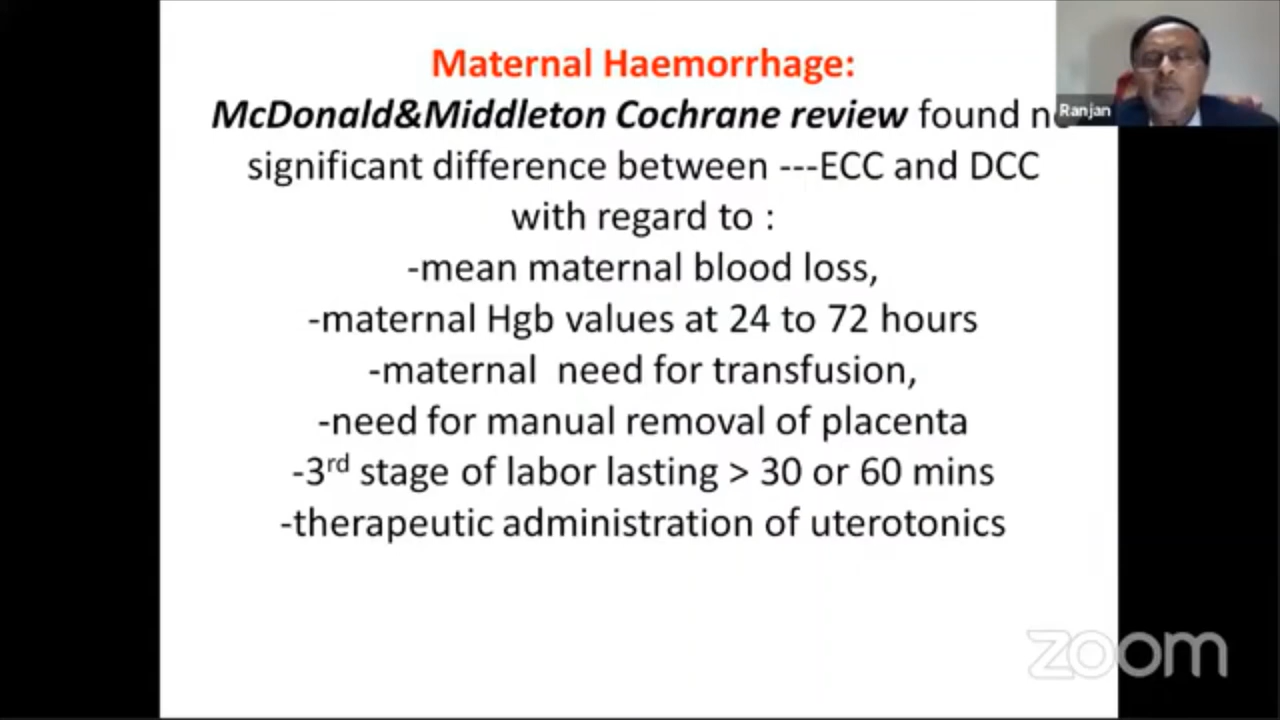 Maternal Haemorrhage:
McDonald&Middleton Cochrane review found n
significant difference between ---ECC and DCC
with regard to :
-mean maternal blood loss,
-maternal Hgb values at 24 to 72 hours
-maternal need for transfusion,
-need for manual removal of placenta
-3rd stage of labor lasting > 30 or 60 mins
-therapeutic administration of uterotonics
Ranjan
zoom